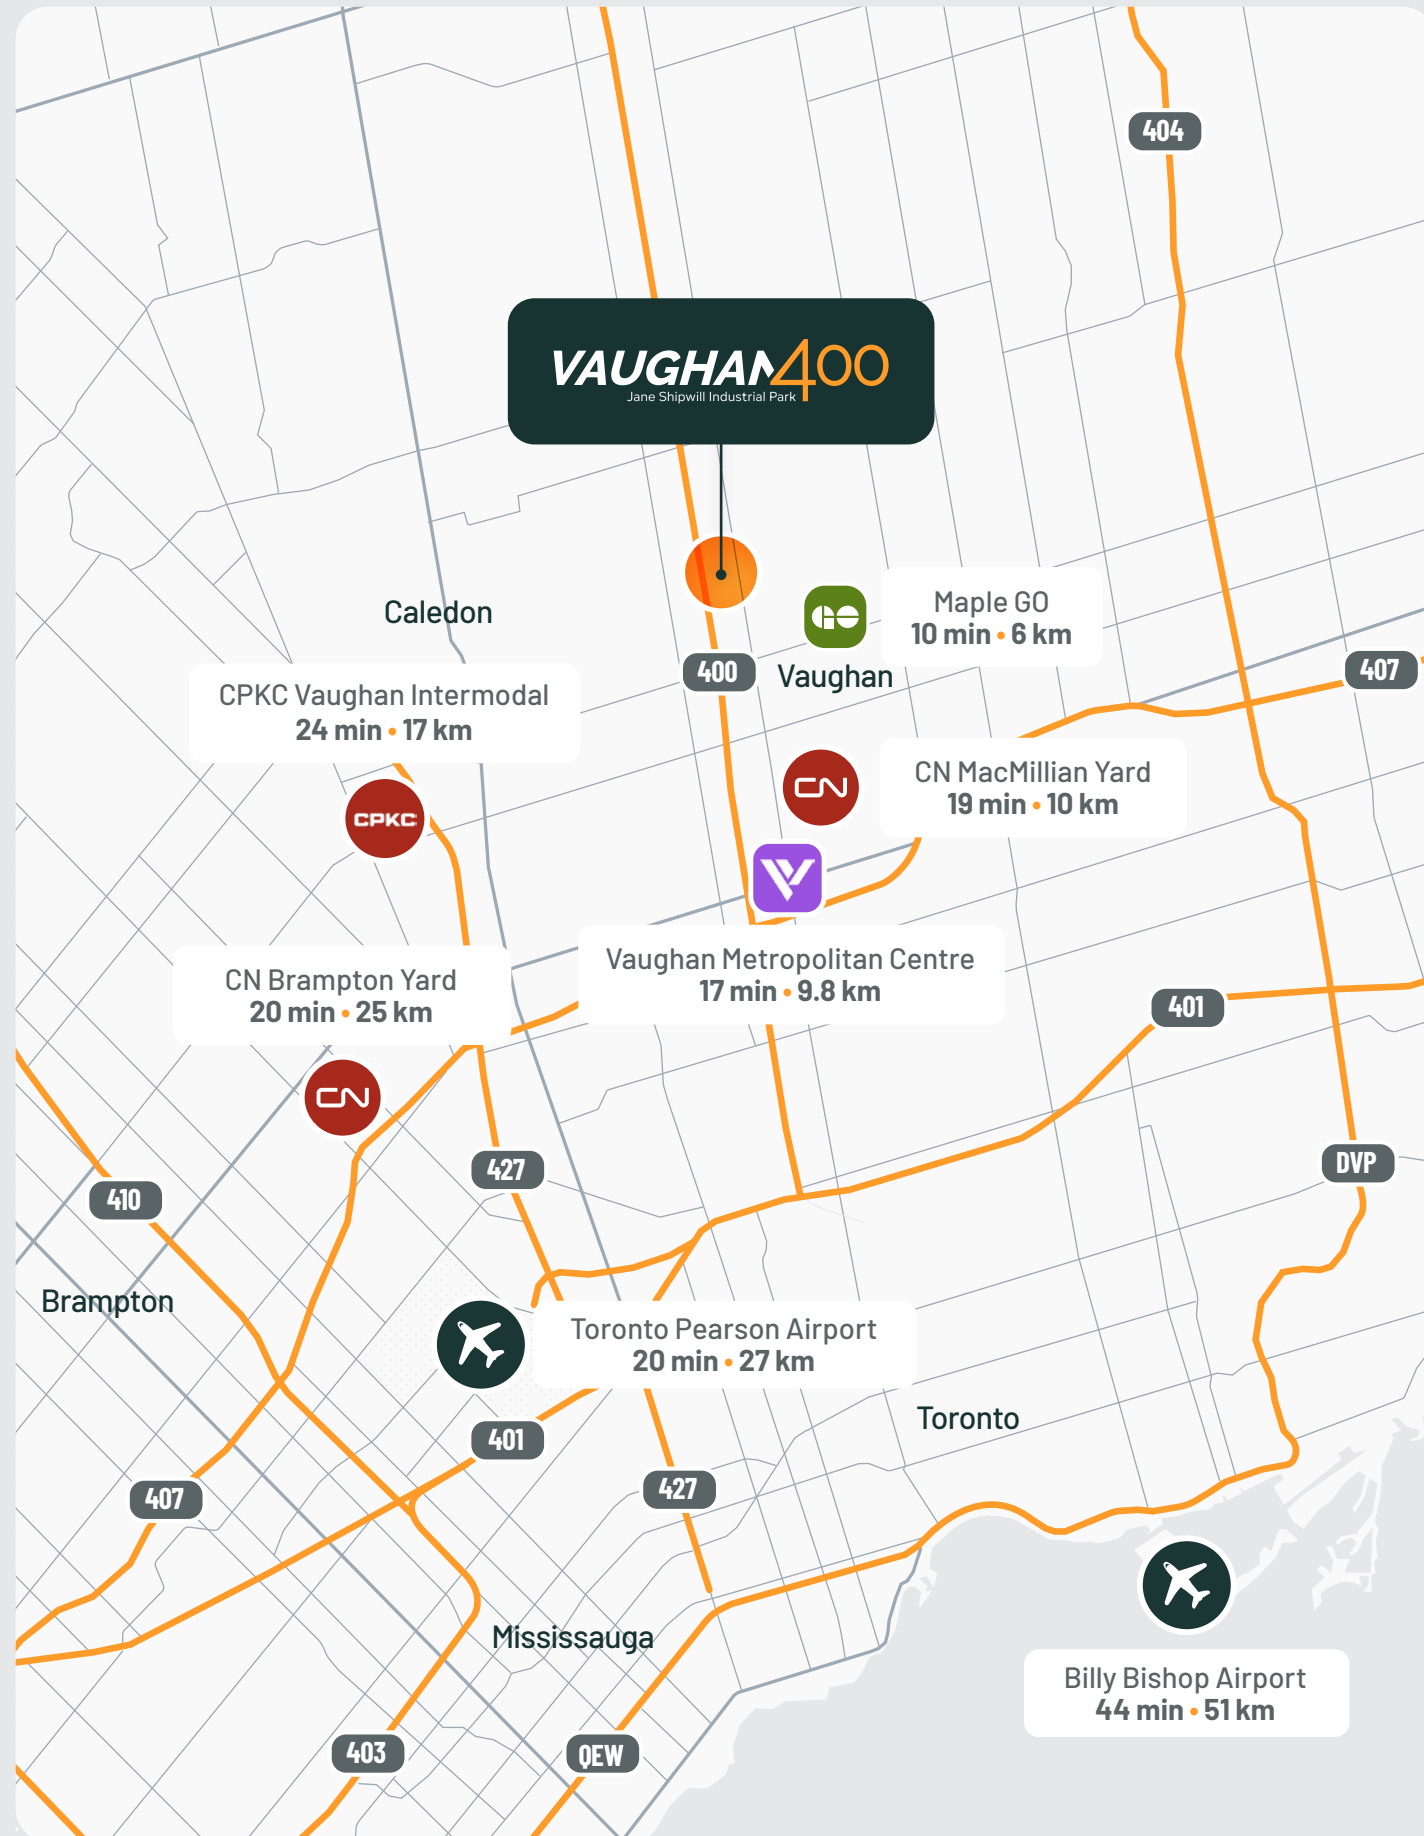 404
VAUGHAN400
Jane Shipwill Industrial Park
Maple GO
10 min • 6 km
Caledon
400
Vaughan
407
CPKC Vaughan Intermodal
24 min • 17 km
CN MacMillian Yard
19 min • 10 km
CN
CPKC
Vaughan Metropolitan Centre
17 min • 9.8 km
CN Brampton Yard
20 min • 25 km
401
CN
427
DVP
410
Brampton
Toronto Pearson Airport
20 min • 27 km
Toronto
401
427
407
Mississauga
Billy Bishop Airport
44 min • 51 km
403
QEW